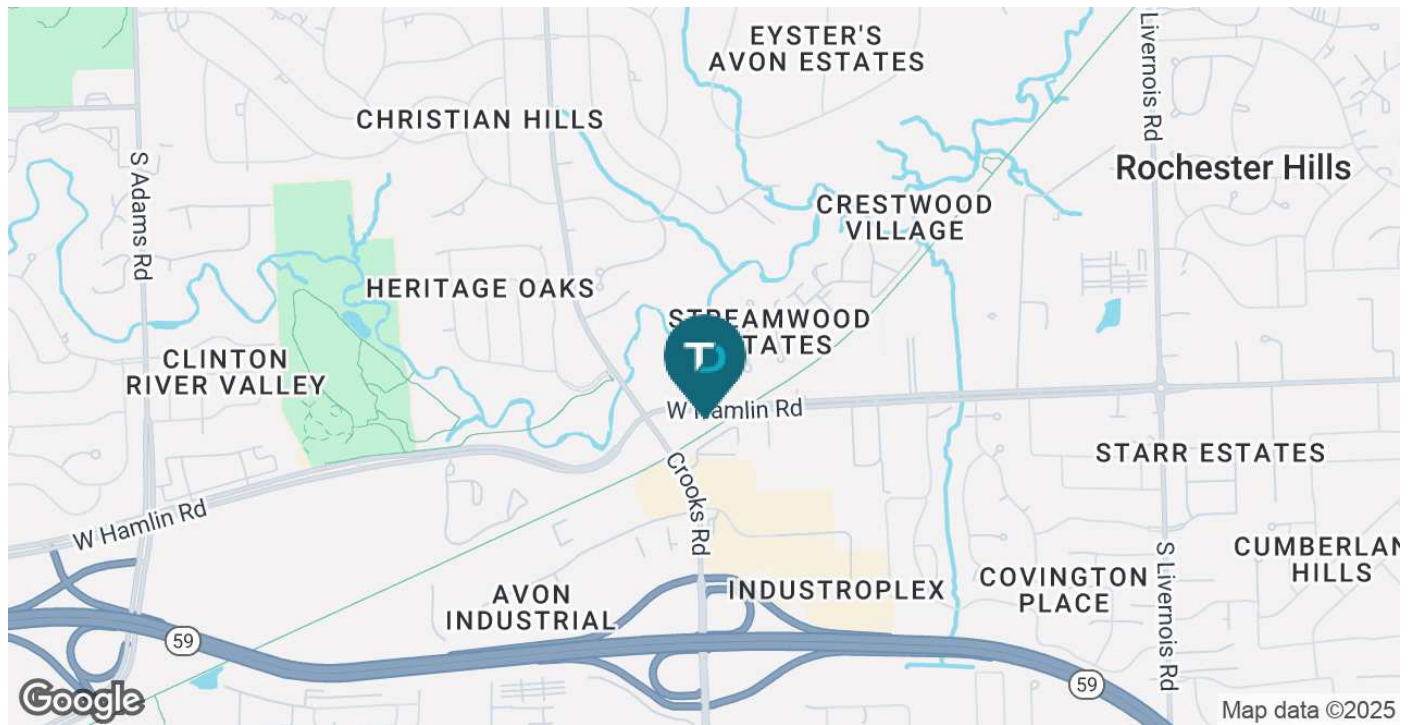 EYSTER'S
AVON ESTATES
S Livernois Rd
CHRISTIAN HILLS
S Adams Rd
Rochester Hills
CRESTWOOD
VILLAGE
HERITAGE OAKS
STREAMWOOD
TATES
TD
CLINTON
RIVER VALLEY
W Hamlin Rd
STARR ESTATES
Crooks Rd
W Hamlin Rd
CUMBERLAN
HILLS
S Livernois Rd
INDUSTROPLEX
COVINGTON
PLACE
AVON
INDUSTRIAL
59
59
Google
Map data ©2025